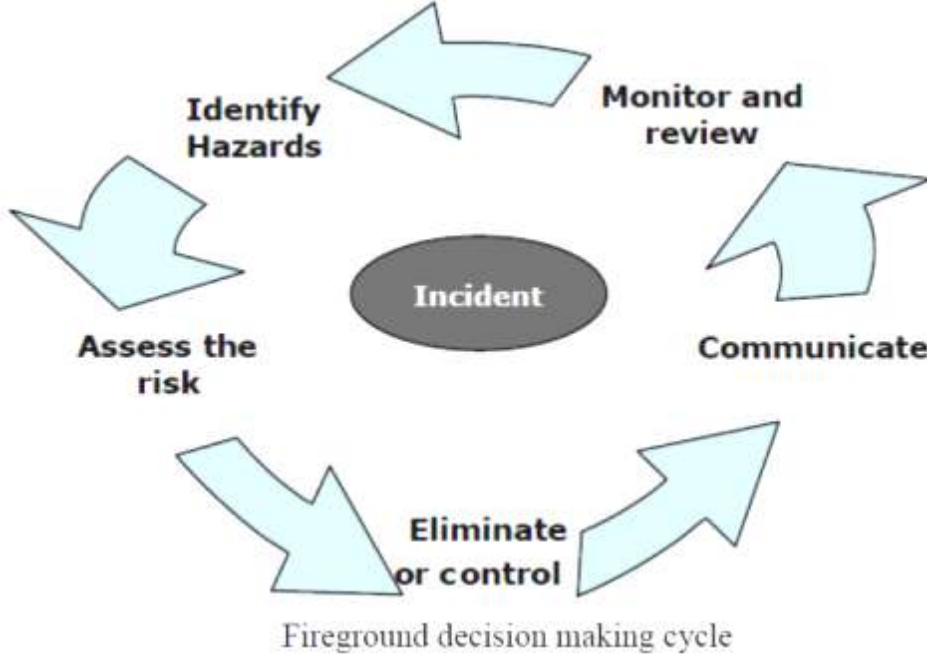 Identify
Hazards
Monitor and
review
Incident
Assess the
risk
Communicate
Eliminate
or control
Fireground decision making cycle